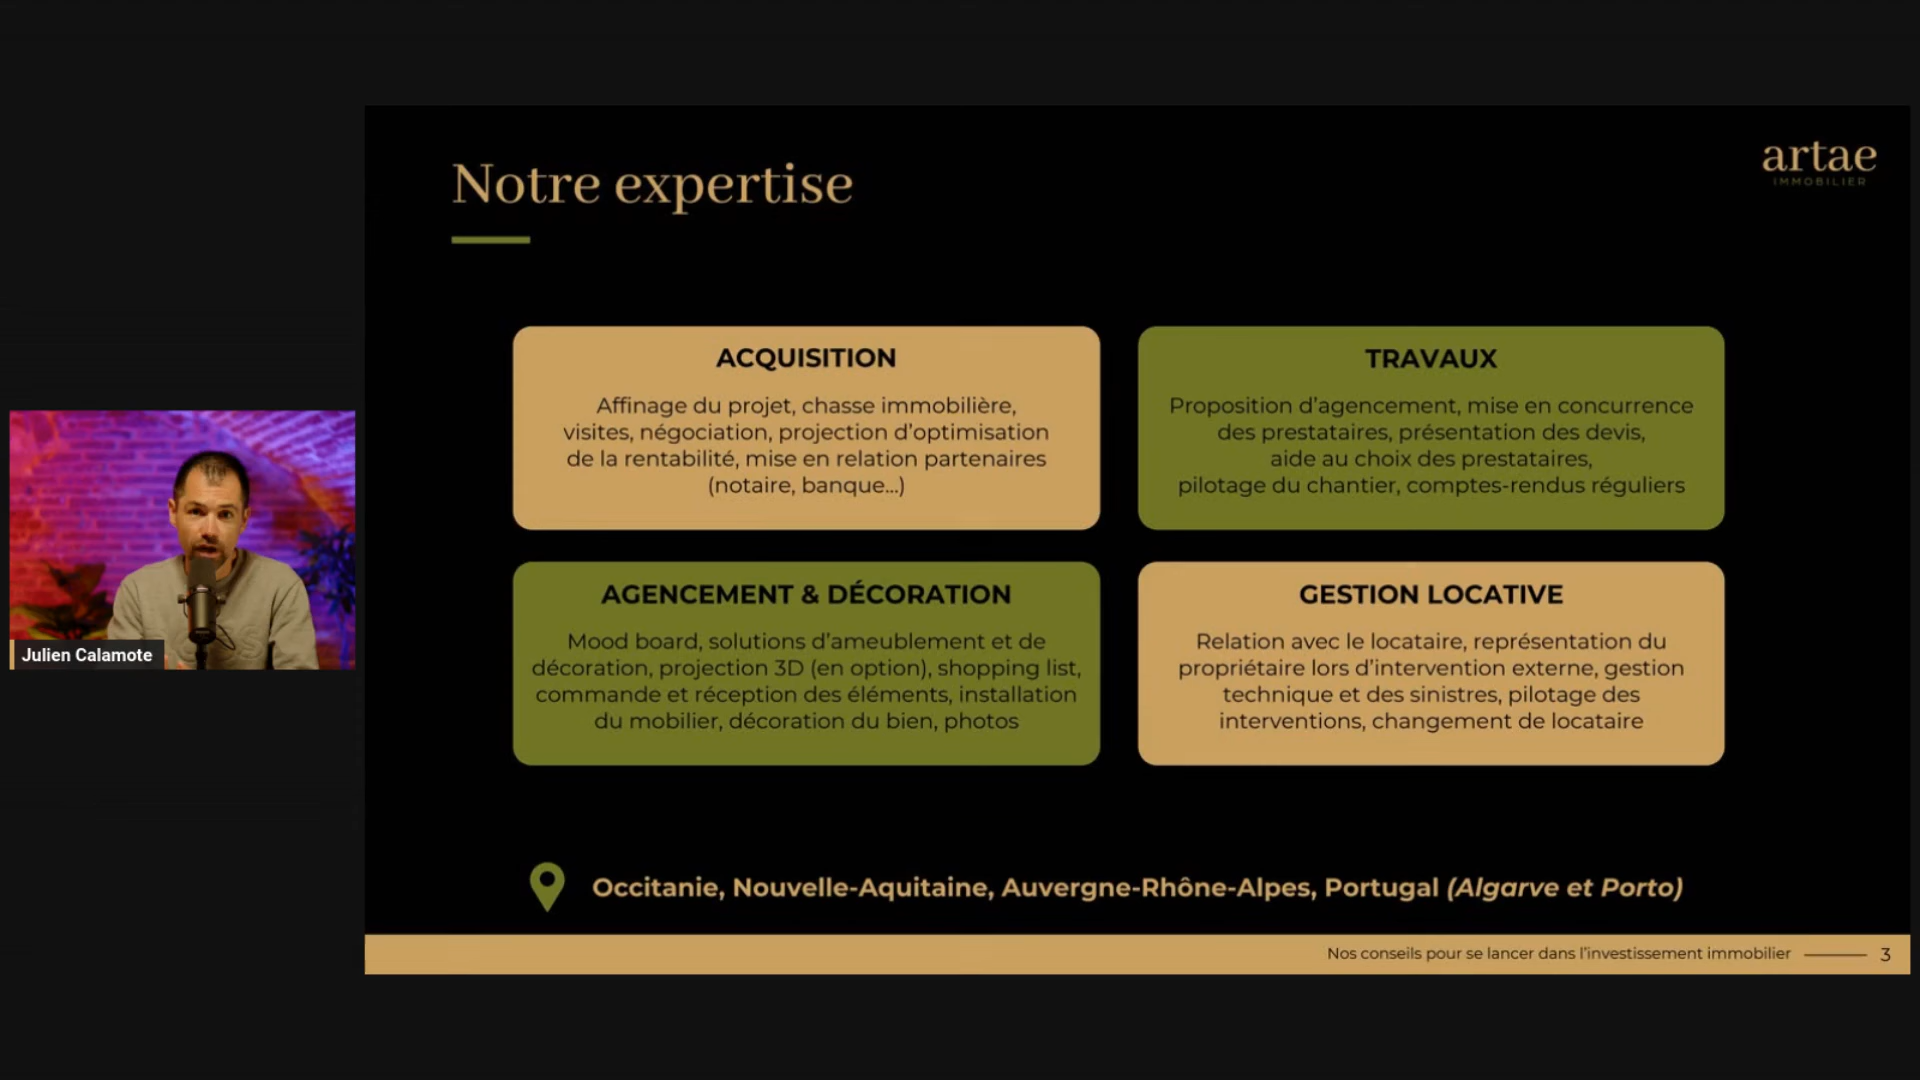 Notre expertise
artae
IMMOBILIER
ACQUISITION
Affinage du projet, chasse immobilière,
visites, négociation, projection d'optimisation
de la rentabilité, mise en relation partenaires
(notaire, banque...)
TRAVAUX
Proposition d'agencement, mise en concurrence
des prestataires, présentation des devis,
aide au choix des prestataires,
pilotage du chantier, comptes-rendus réguliers
AGENCEMENT & DÉCORATION
Mood board, solutions d'ameublement et de
décoration, projection 3D (en option), shopping list,
commande et réception des éléments, installation
du mobilier, décoration du bien, photos
GESTION LOCATIVE
Relation avec le locataire, représentation du
propriétaire lors d'intervention externe, gestion
technique et des sinistres, pilotage des
interventions, changement de locataire
Julien Calamote
Occitanie, Nouvelle-Aquitaine, Auvergne-Rhône-Alpes, Portugal (Algarve et Porto)
Nos conseils pour se lancer dans l'investissement immobilier 3